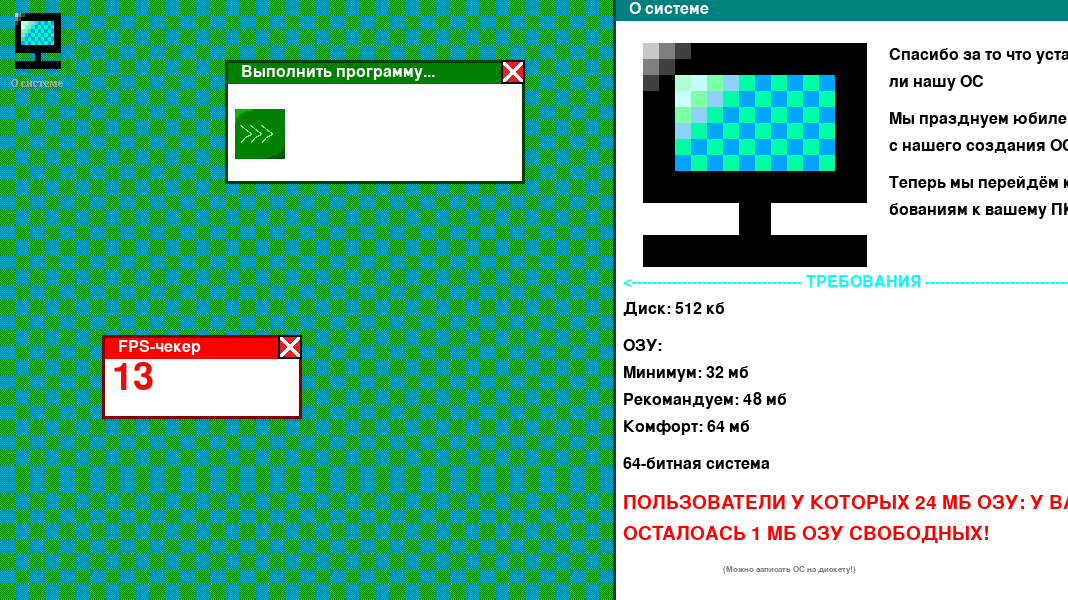 О системе
Выполнить программу...
FPS-чекер
13
О системе
Спасибо за то что уста
ли нашу ОС
Мы празднуем юбиле
с нашего создания ОС
Теперь мы перейдём к
бованиям к вашему ПК
<---------------------------------- ТРЕБОВАНИЯ -----------------------------
Диск: 512 кб
ОЗУ:
Минимум: 32 мб
Рекомандуем: 48 мб
Комфорт: 64 мб
64-битная система
ПОЛЬЗОВАТЕЛИ У КОТОРЫХ 24 МБ ОЗУ: У ВА
ОСТАЛОАСЬ 1 МБ ОЗУ СВОБОДНЫХ!
(Можно записать ОС на дискету!)